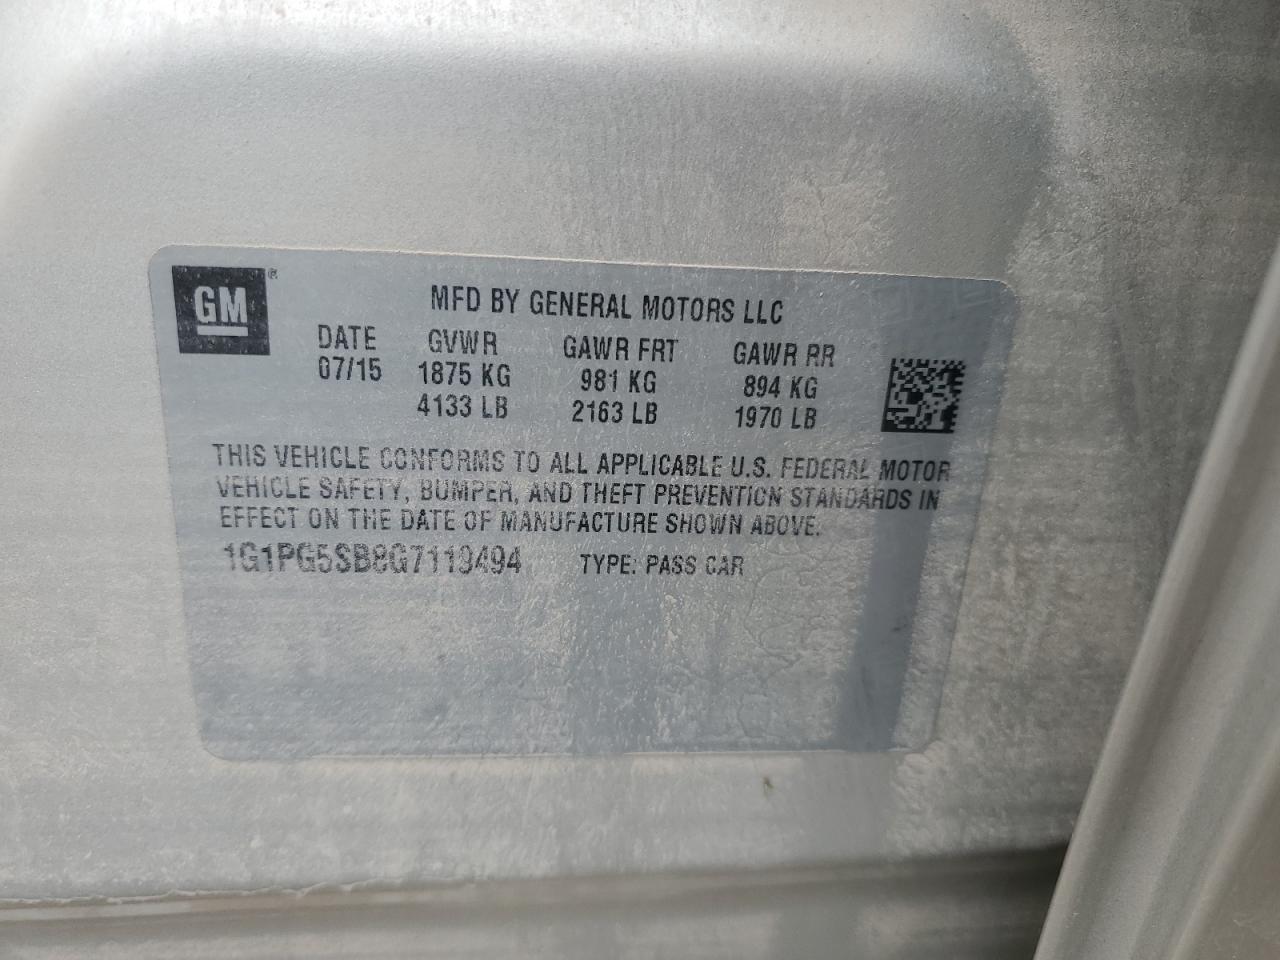 GM ®
MFD BY GENERAL MOTORS LLC
DATE GVWR GAWR FRT GAWR RR
07/15 1875 KG 981 KG 894 KG
4133 LB 2163 LB 1970 LB
THIS VEHICLE CONFORMS TO ALL APPLICABLE U.S. FEDERAL MOTOR
VEHICLE SAFETY, BUMPER, AND THEFT PREVENTION STANDARDS IN
EFFECT ON THE DATE OF MANUFACTURE SHOWN ABOVE.
1G1PG5SB8G7119494 TYPE: PASS CAR